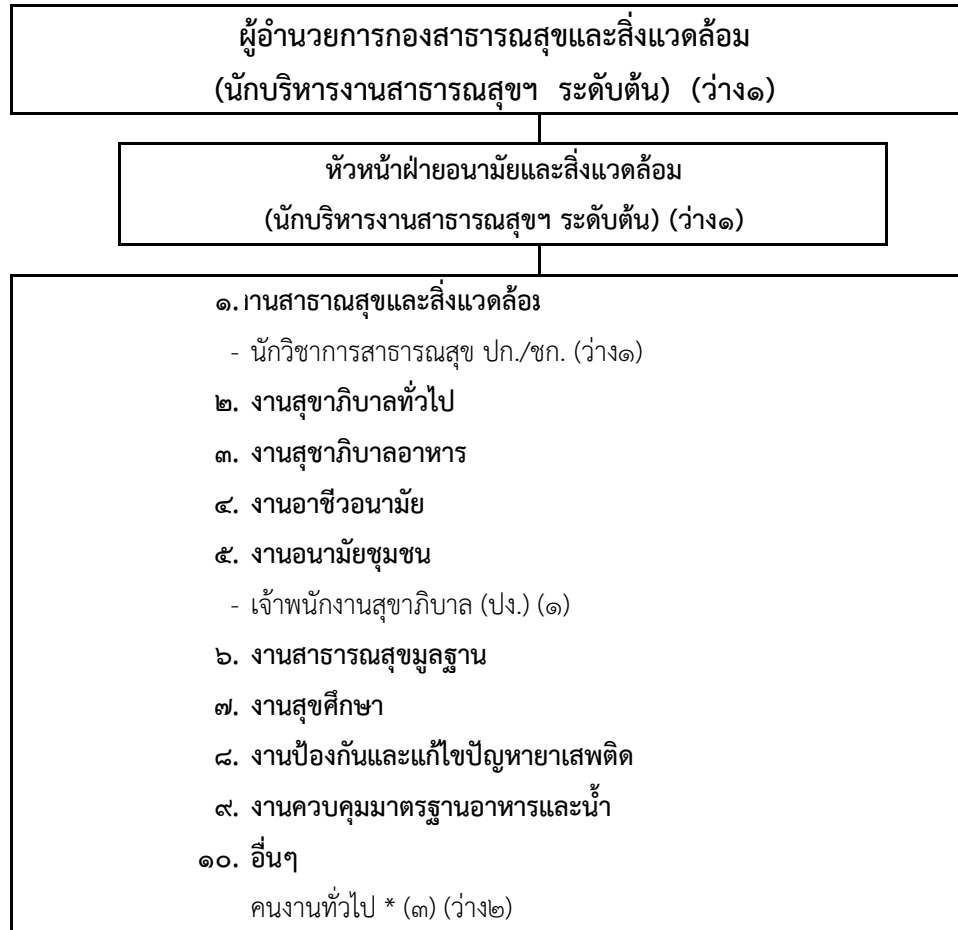 ผู้อำนวยการกองสาธารณสุขและสิ่งแวดล้อม
(นักบริหารงานสาธารณสุขฯ ระดับต้น) (ว่าง๑)
หัวหน้าฝ่ายอนามัยและสิ่งแวดล้อม
(นักบริหารงานสาธารณสุขฯ ระดับต้น) (ว่าง๑)
๑. งานสาธาณสุขและสิ่งแวดล้อม
- นักวิชาการสาธารณสุข ปก./ชก. (ว่าง๑)
๒. งานสุขาภิบาลทั่วไป
๓. งานสุชาภิบาลอาหาร
๔. งานอาชีวอนามัย
๕. งานอนามัยชุมชน
- เจ้าพนักงานสุขาภิบาล (ปง.) (๑)
๖. งานสาธารณสุขมูลฐาน
๗. งานสุขศึกษา
๘. งานป้องกันและแก้ไขปัญหายาเสพติด
๙. งานควบคุมมาตรฐานอาหารและน้ำ
๑๐. อื่นๆ
คนงานทั่วไป * (๓) (ว่าง๒)